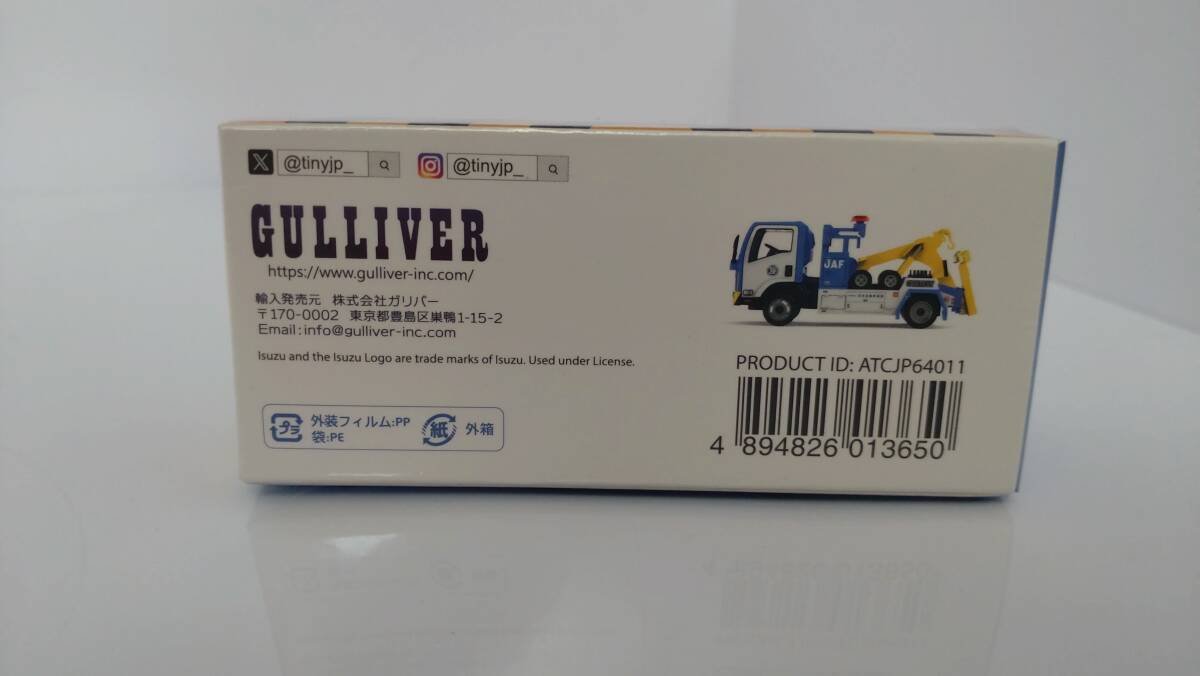 @tinyjp_ @tinyjp_
GULLIVER
https://www.gulliver-inc.com/
輸入発売元 株式会社ガリバー
〒170-0002 東京都豊島区巣鴨1-15-2
Email:info@gulliver-inc.com
Isuzu and the Isuzu Logo are trade marks of Isuzu. Used under License.
プラ 外装フィルム:PP
袋:PE
紙 外箱
JAF
PRODUCT ID: ATCJP64011
4 894826 013650